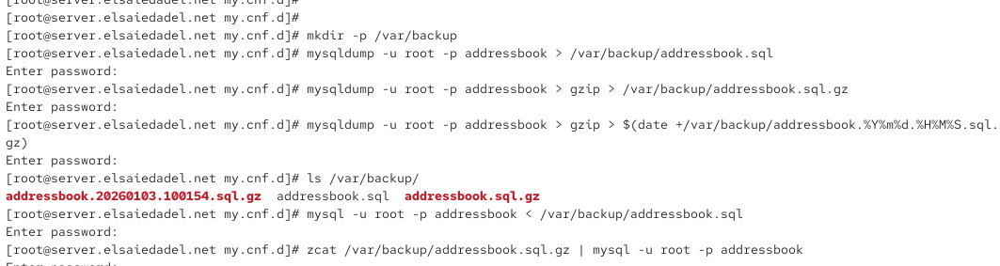 [root@server.elsaiedadel.net my.cnf.d]#
[root@server.elsaiedadel.net my.cnf.d]#
[root@server.elsaiedadel.net my.cnf.d]# mkdir -p /var/backup
[root@server.elsaiedadel.net my.cnf.d]# mysqldump -u root -p addressbook > /var/backup/addressbook.sql
Enter password:
[root@server.elsaiedadel.net my.cnf.d]# mysqldump -u root -p addressbook > gzip > /var/backup/addressbook.sql.gz
Enter password:
[root@server.elsaiedadel.net my.cnf.d]# mysqldump -u root -p addressbook > gzip > $(date +/var/backup/addressbook.%Y%m%d.%H%M%S.sql.
gz)
Enter password:
[root@server.elsaiedadel.net my.cnf.d]# ls /var/backup/
addressbook.20260103.100154.sql.gz addressbook.sql addressbook.sql.gz
[root@server.elsaiedadel.net my.cnf.d]# mysql -u root -p addressbook < /var/backup/addressbook.sql
Enter password:
[root@server.elsaiedadel.net my.cnf.d]# zcat /var/backup/addressbook.sql.gz | mysql -u root -p addressbook
Enter password: